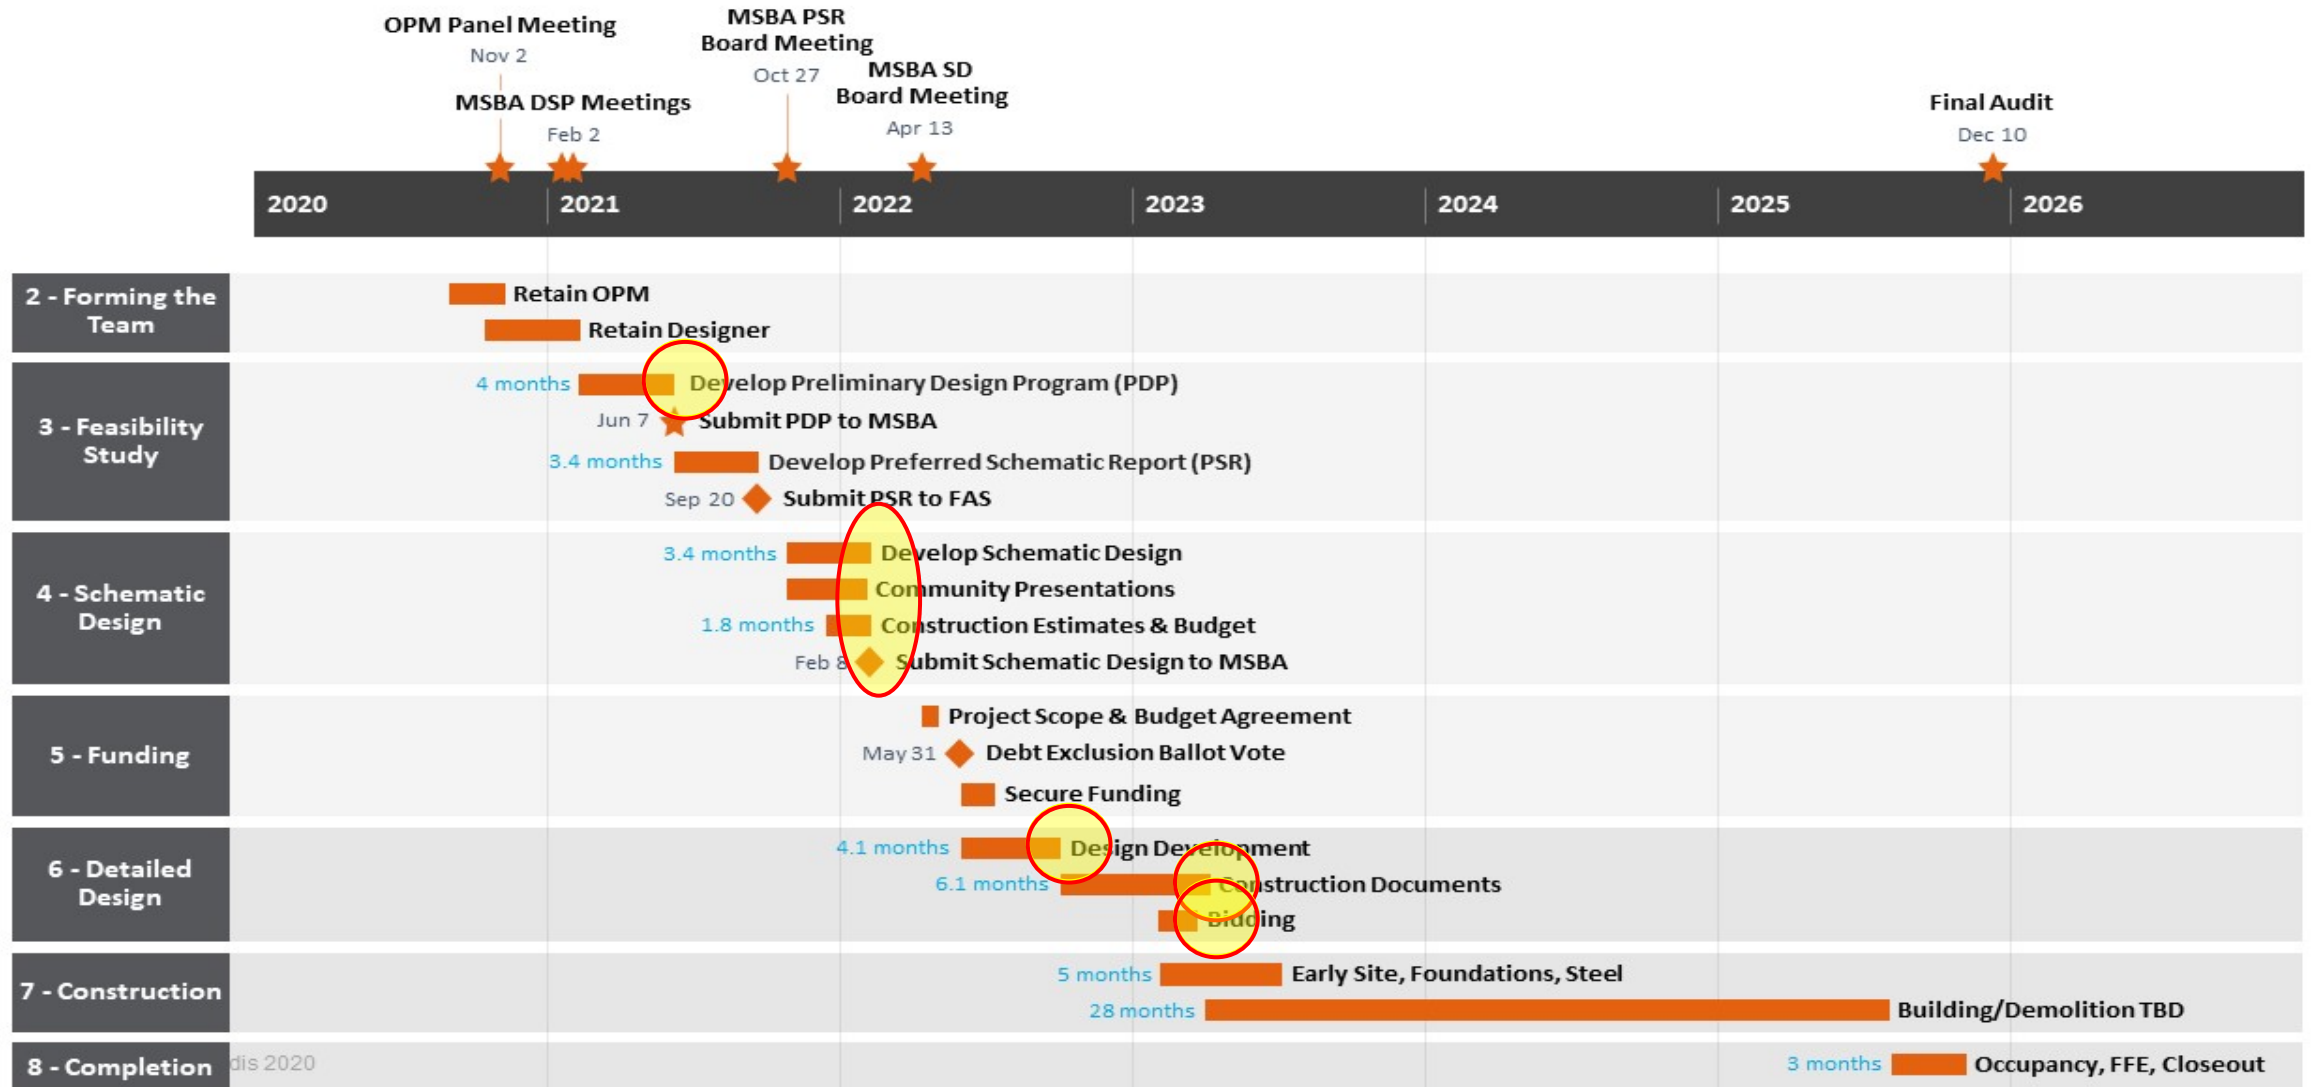 OPM Panel Meeting
Nov 2
MSBA DSP Meetings
Feb 2
MSBA PSR
Board Meeting
Oct 27
MSBA SD
Board Meeting
Apr 13
Final Audit
Dec 10
2020 2021 2022 2023 2024 2025 2026
2 - Forming the
Team
Retain OPM
Retain Designer
3 - Feasibility
Study
4 months Develop Preliminary Design Program (PDP)
Jun 7 Submit PDP to MSBA
3.4 months Develop Preferred Schematic Report (PSR)
Sep 20 Submit PSR to FAS
4 - Schematic
Design
3.4 months Develop Schematic Design
Community Presentations
1.8 months Construction Estimates & Budget
Feb 8 Submit Schematic Design to MSBA
5 - Funding
Project Scope & Budget Agreement
May 31 Debt Exclusion Ballot Vote
Secure Funding
6 - Detailed
Design
4.1 months Design Development
6.1 months Construction Documents
Bidding
7 - Construction
5 months Early Site, Foundations, Steel
28 months Building/Demolition TBD
8 - Completion
dis 2020
3 months Occupancy, FFE, Closeout